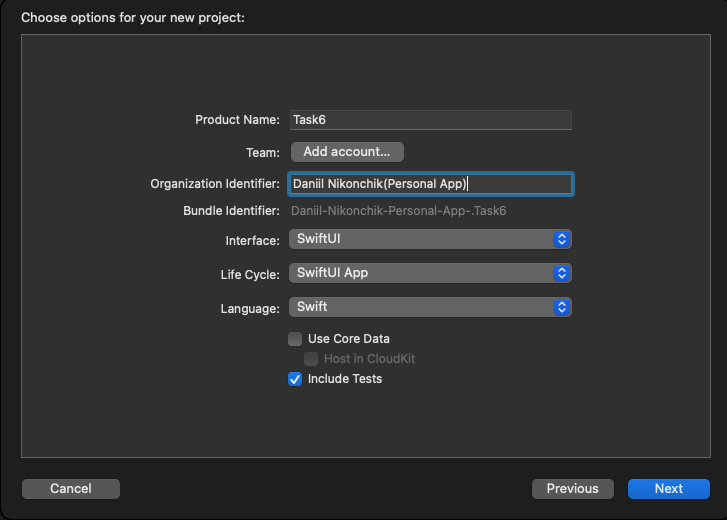 Choose options for your new project:
Product Name: Task6
Team: Add account...
Organization Identifier: Daniil Nikonchik(Personal App)
Bundle Identifier: Daniil-Nikonchik-Personal-App-.Task6
Interface: SwiftUI
Life Cycle: SwiftUI App
Language: Swift
Use Core Data
Host in CloudKit
Include Tests
Cancel Previous Next